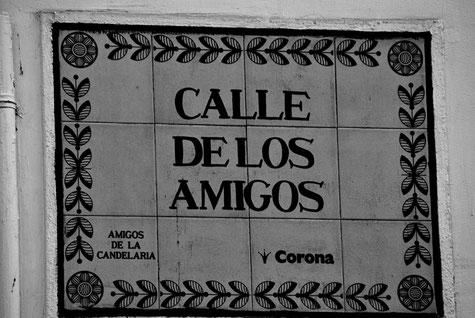 CALLE
DE LOS
AMIGOS
AMIGOS
DE LA
CANDELARIA
Corona